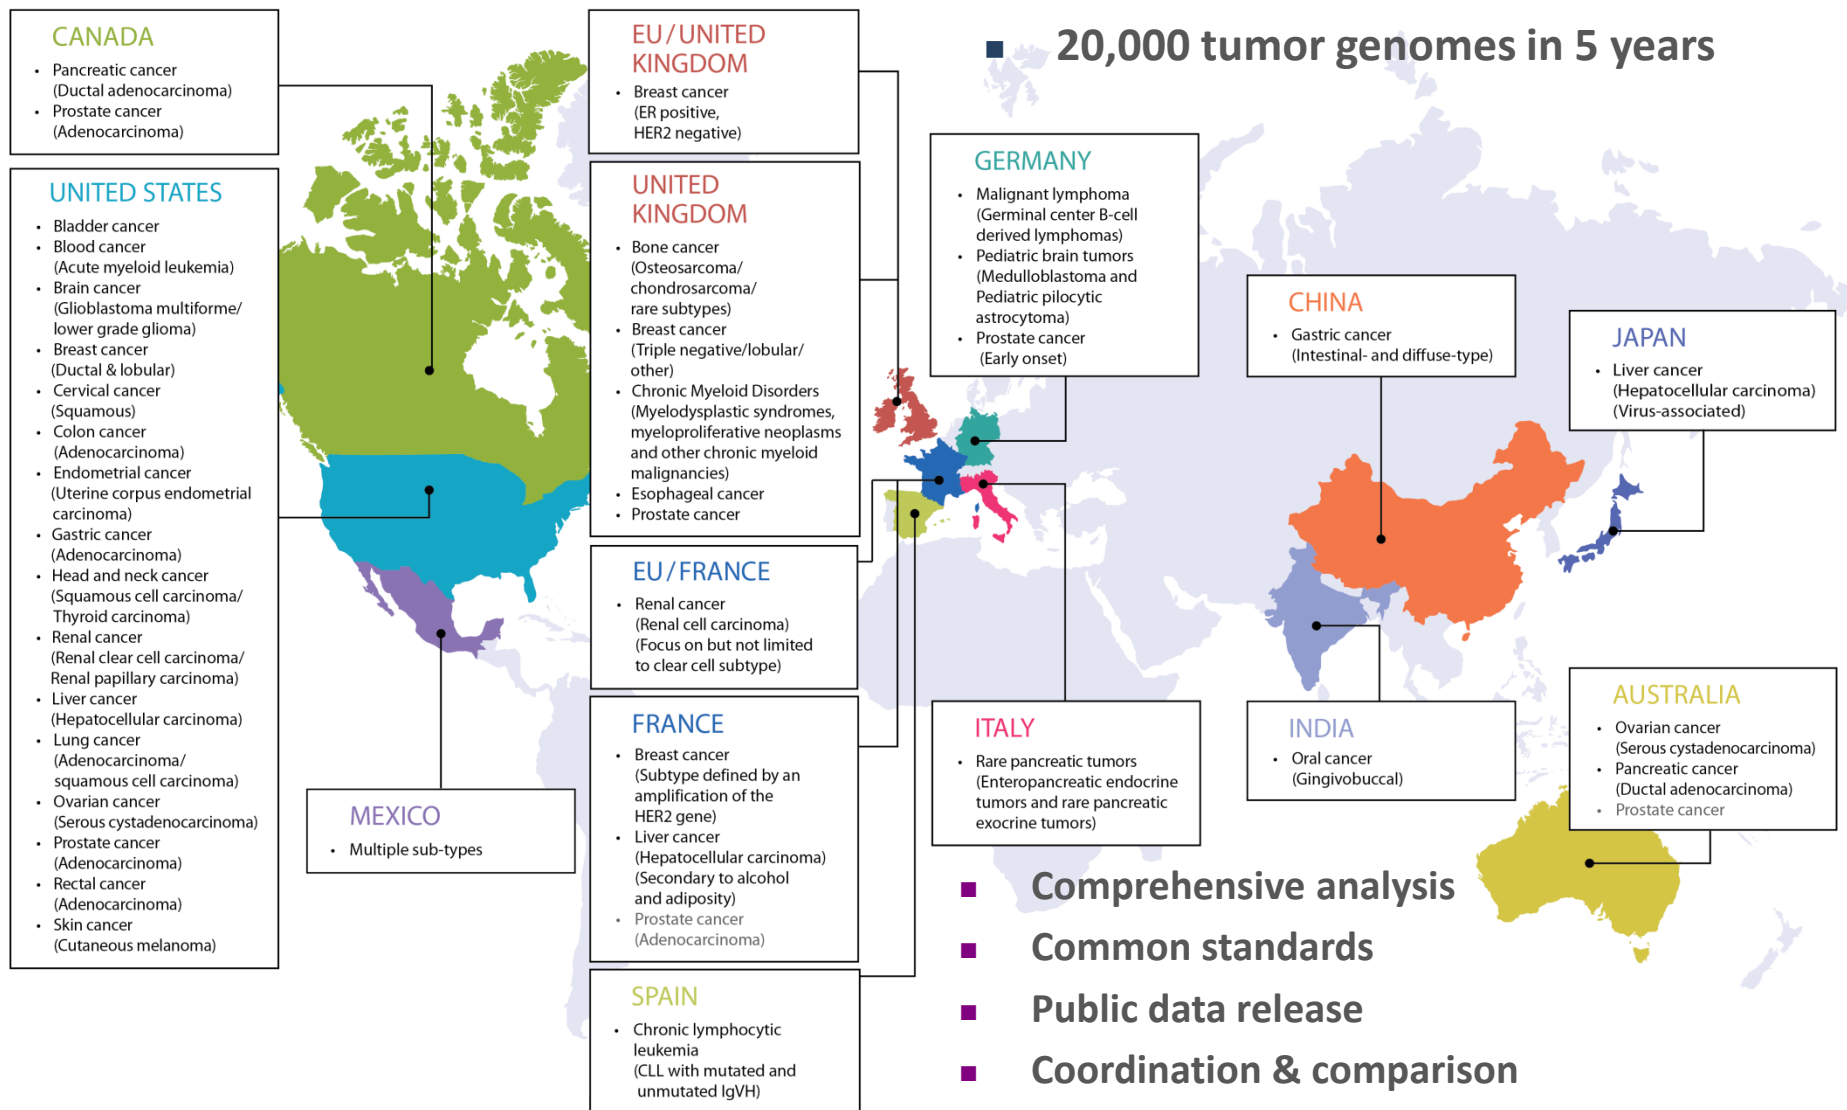 CANADA
• Pancreatic cancer
(Ductal adenocarcinoma)
• Prostate cancer
(Adenocarcinoma)
UNITED STATES
• Bladder cancer
• Blood cancer
(Acute myeloid leukemia)
• Brain cancer
(Glioblastoma multiforme/
lower grade glioma)
• Breast cancer
(Ductal & lobular)
• Cervical cancer
(Squamous)
• Colon cancer
(Adenocarcinoma)
• Endometrial cancer
(Uterine corpus endometrial
carcinoma)
• Gastric cancer
(Adenocarcinoma)
• Head and neck cancer
(Squamous cell carcinoma/
Thyroid carcinoma)
• Renal cancer
(Renal clear cell carcinoma/
Renal papillary carcinoma)
• Liver cancer
(Hepatocellular carcinoma)
• Lung cancer
(Adenocarcinoma/
squamous cell carcinoma)
• Ovarian cancer
(Serous cystadenocarcinoma)
• Prostate cancer
(Adenocarcinoma)
• Rectal cancer
(Adenocarcinoma)
• Skin cancer
(Cutaneous melanoma)
MEXICO
• Multiple sub-types
EU/UNITED
KINGDOM
• Breast cancer
(ER positive,
HER2 negative)
UNITED
KINGDOM
• Bone cancer
(Osteosarcoma/
chondrosarcoma/
rare subtypes)
• Breast cancer
(Triple negative/lobular/
other)
• Chronic Myeloid Disorders
(Myelodysplastic syndromes,
myeloproliferative neoplasms
and other chronic myeloid
malignancies)
• Esophageal cancer
• Prostate cancer
EU/FRANCE
• Renal cancer
(Renal cell carcinoma)
(Focus on but not limited
to clear cell subtype)
FRANCE
• Breast cancer
(Subtype defined by an
amplification of the
HER2 gene)
• Liver cancer
(Hepatocellular carcinoma)
(Secondary to alcohol
and adiposity)
• Prostate cancer
(Adenocarcinoma)
SPAIN
• Chronic lymphocytic
leukemia
(CLL with mutated and
unmutated IgVH)
▪ 20,000 tumor genomes in 5 years
GERMANY
• Malignant lymphoma
(Germinal center B-cell
derived lymphomas)
• Pediatric brain tumors
(Medulloblastoma and
Pediatric pilocytic
astrocytoma)
• Prostate cancer
(Early onset)
CHINA
• Gastric cancer
(Intestinal- and diffuse-type)
JAPAN
• Liver cancer
(Hepatocellular carcinoma)
(Virus-associated)
ITALY
• Rare pancreatic tumors
(Enteropancreatic endocrine
tumors and rare pancreatic
exocrine tumors)
INDIA
• Oral cancer
(Gingivobuccal)
AUSTRALIA
• Ovarian cancer
(Serous cystadenocarcinoma)
• Pancreatic cancer
(Ductal adenocarcinoma)
• Prostate cancer
▪ Comprehensive analysis
▪ Common standards
▪ Public data release
▪ Coordination & comparison